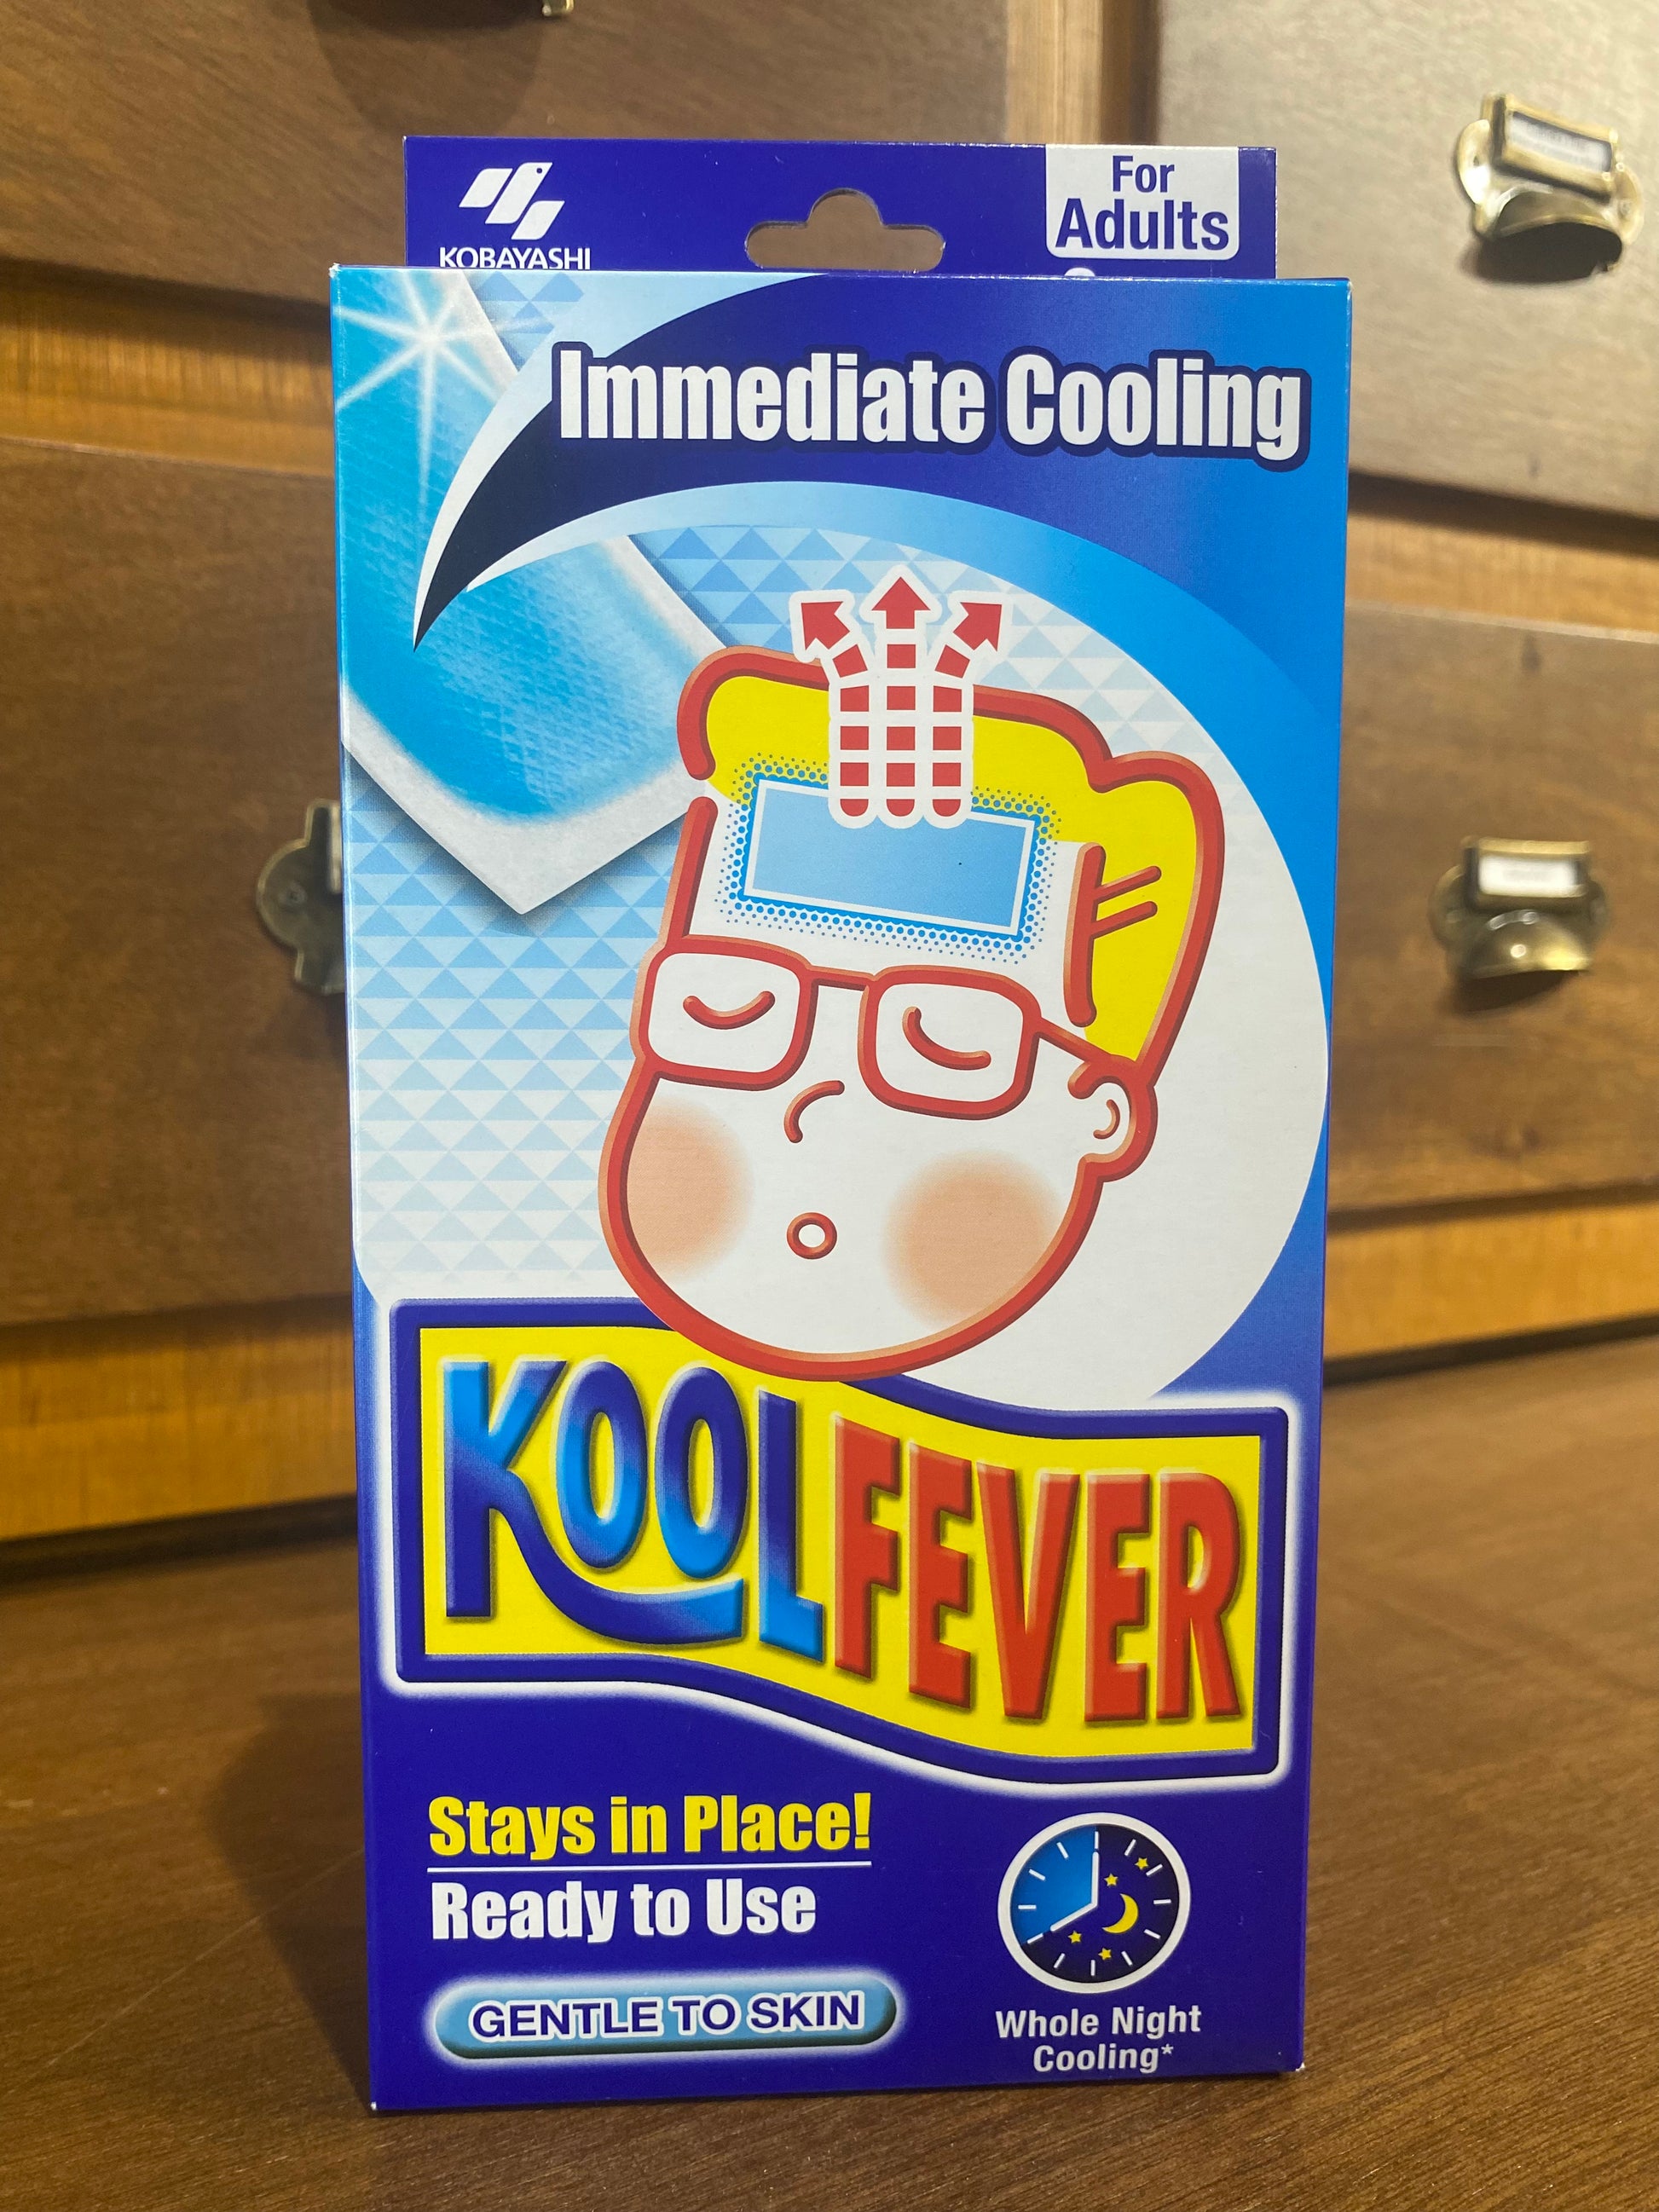 KOBAYASHI
For
Adults
Immediate Cooling
KOOLFEVER
Stays in Place!
Ready to Use
GENTLE TO SKIN
Whole Night
Cooling*